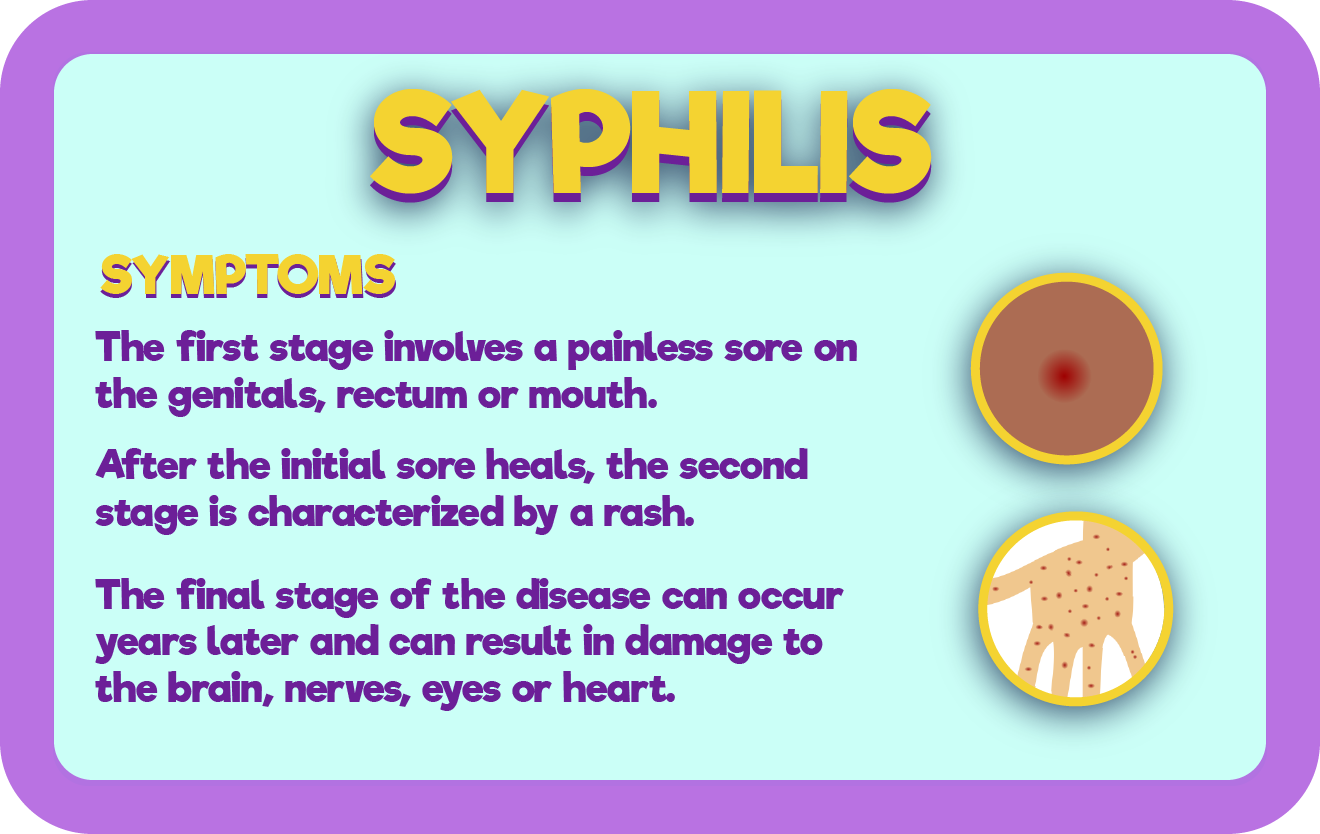 SYPHILIS
SYMPTOMS
The first stage involves a painless sore on
the genitals, rectum or mouth.
After the initial sore heals, the second
stage is characterized by a rash.
The final stage of the disease can occur
years later and can result in damage to
the brain, nerves, eyes or heart.